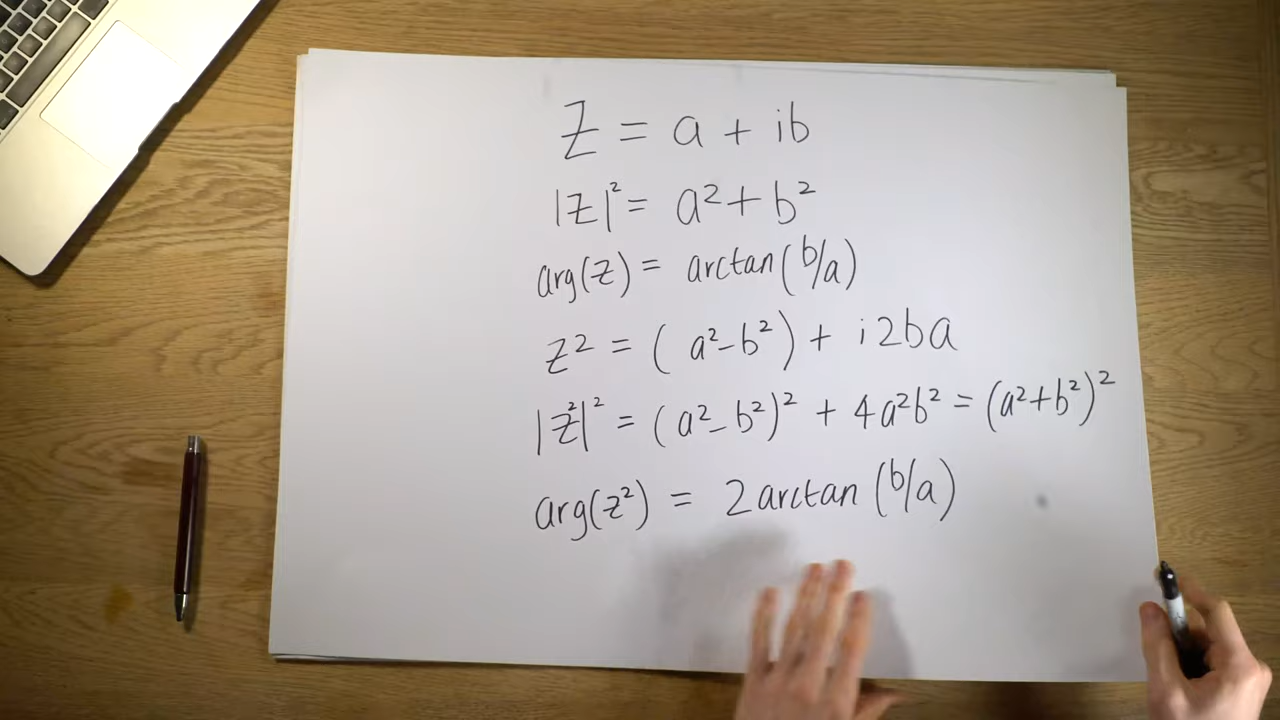 Z = a + ib
|Z|² = a² + b²
arg(z) = arctan(b/a)
z² = (a²-b²) + i2ba
|z²|² = (a²-b²)² + 4a²b² = (a²+b²)²
arg(z²) = 2arctan(b/a)